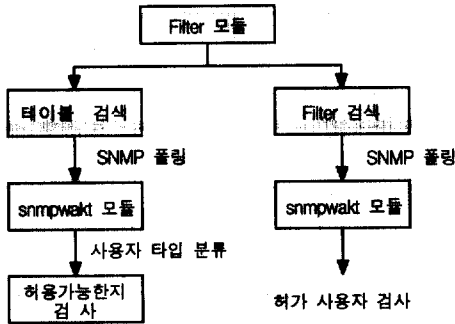 Filter 모듈
테이블 검색
Filter 검색
SNMP 폴링
SNMP 폴링
snmpwakt 모듈
snmpwakt 모듈
사용자 타입 분류
허용가능한지
검 사
허가 사용자 검사